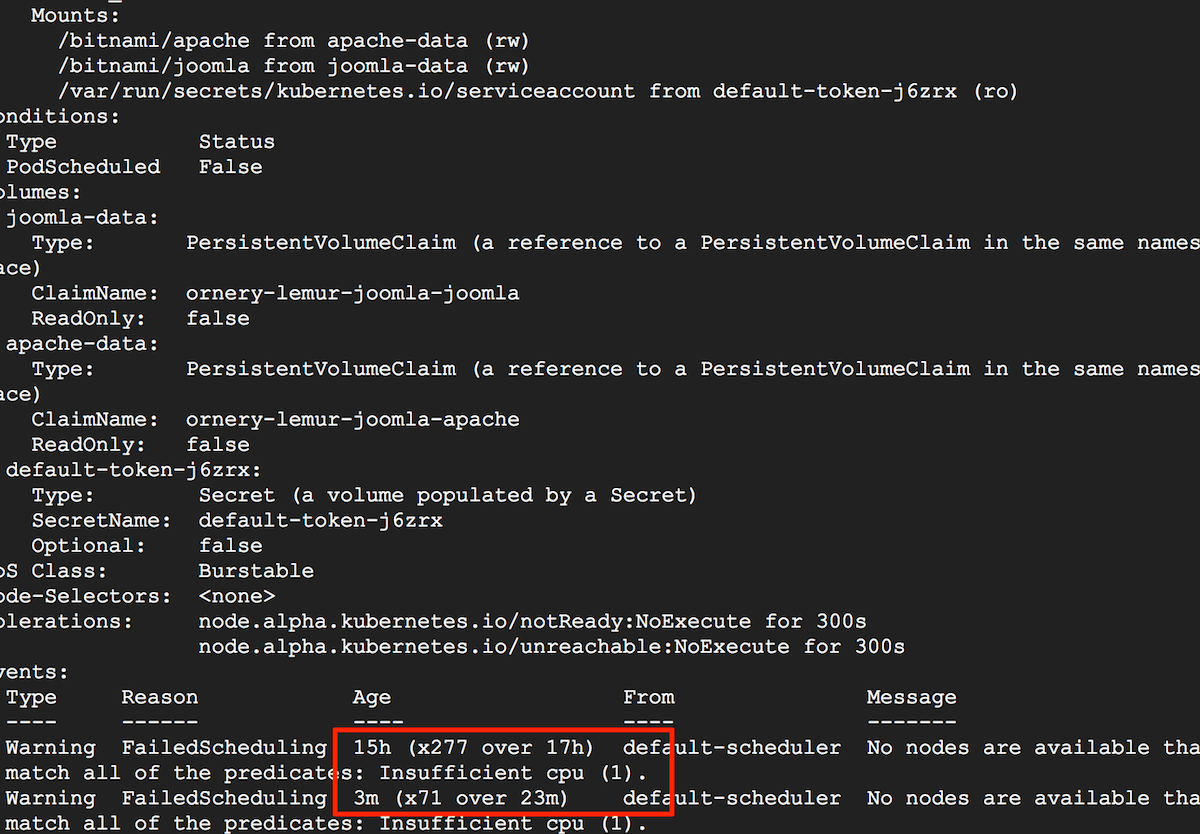 Mounts:
/bitnami/apache from apache-data (rw)
/bitnami/joomla from joomla-data (rw)
/var/run/secrets/kubernetes.io/serviceaccount from default-token-j6zrx (ro)
onditions:
Type Status
PodScheduled False
olumes:
joomla-data:
Type: PersistentVolumeClaim (a reference to a PersistentVolumeClaim in the same names
ace)
ClaimName: ornery-lemur-joomla-joomla
ReadOnly: false
apache-data:
Type: PersistentVolumeClaim (a reference to a PersistentVolumeClaim in the same names
ace)
ClaimName: ornery-lemur-joomla-apache
ReadOnly: false
default-token-j6zrx:
Type: Secret (a volume populated by a Secret)
SecretName: default-token-j6zrx
Optional: false
oS Class: Burstable
ode-Selectors: <none>
olerations: node.alpha.kubernetes.io/notReady:NoExecute for 300s
node.alpha.kubernetes.io/unreachable:NoExecute for 300s
vents:
Type Reason Age From Message
---- ------ ---- ---- -------
Warning FailedScheduling 15h (x277 over 17h) default-scheduler No nodes are available tha
match all of the predicates: Insufficient cpu (1).
Warning FailedScheduling 3m (x71 over 23m) default-scheduler No nodes are available tha
match all of the predicates: Insufficient cpu (1).